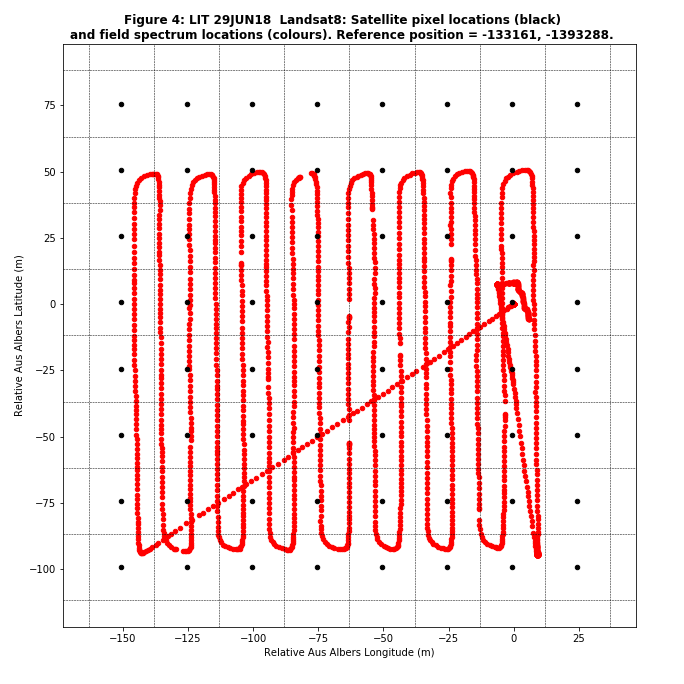 Figure 4: LIT 29JUN18  Landsat8: Satellite pixel locations (black)
and field spectrum locations (colours). Reference position = -133161, -1393288.
75
50
25
0
−25
−50
−75
−100
Relative Aus Albers Latitude (m)
−150 −125 −100 −75 −50 −25 0 25
Relative Aus Albers Longitude (m)